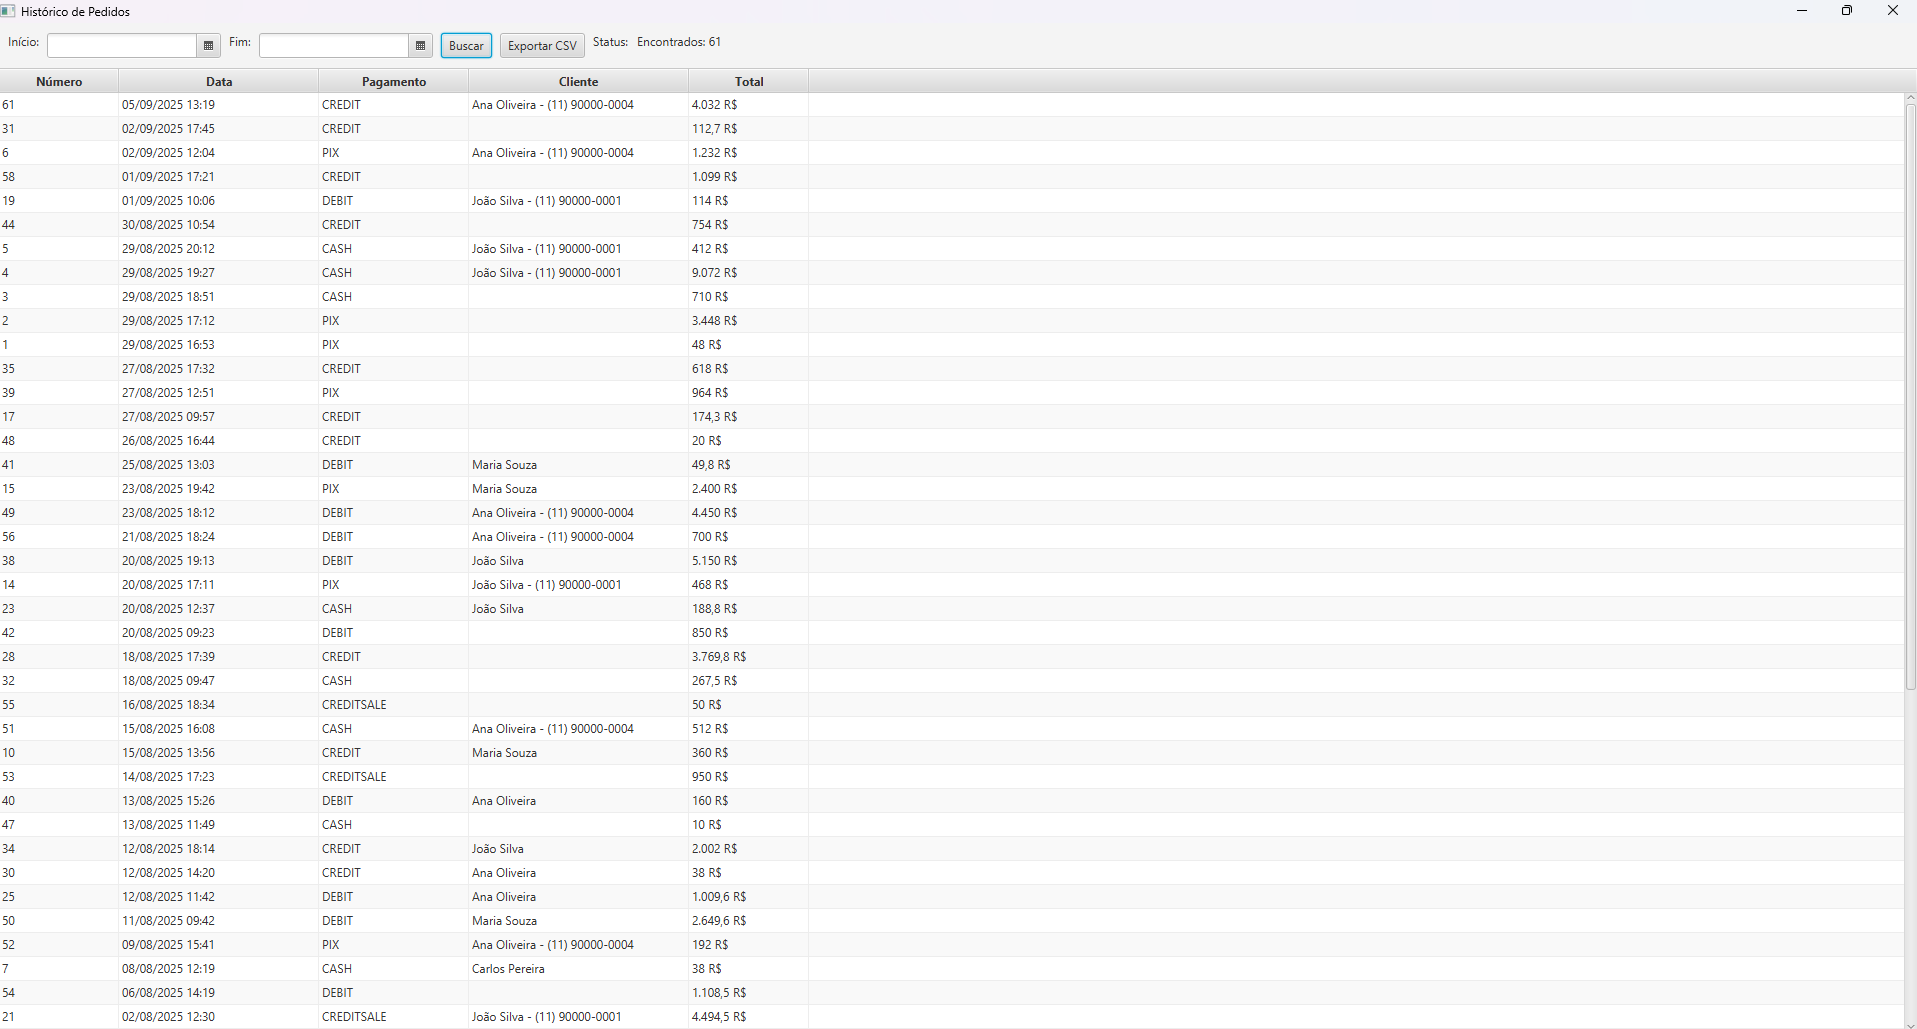 Histórico de Pedidos
Início: Fim: Buscar Exportar CSV Status: Encontrados: 61
Número Data Pagamento Cliente Total
61 05/09/2025 13:19 CREDIT Ana Oliveira - (11) 90000-0004 4.032 R$
31 02/09/2025 17:45 CREDIT 112,7 R$
6 02/09/2025 12:04 PIX Ana Oliveira - (11) 90000-0004 1.232 R$
58 01/09/2025 17:21 CREDIT 1.099 R$
19 01/09/2025 10:06 DEBIT João Silva - (11) 90000-0001 114 R$
44 30/08/2025 10:54 CREDIT 754 R$
5 29/08/2025 20:12 CASH João Silva - (11) 90000-0001 412 R$
4 29/08/2025 19:27 CASH João Silva - (11) 90000-0001 9.072 R$
3 29/08/2025 18:51 CASH 710 R$
2 29/08/2025 17:12 PIX 3.448 R$
1 29/08/2025 16:53 PIX 48 R$
35 27/08/2025 17:32 CREDIT 618 R$
39 27/08/2025 12:51 PIX 964 R$
17 27/08/2025 09:57 CREDIT 174,3 R$
48 26/08/2025 16:44 CREDIT 20 R$
41 25/08/2025 13:03 DEBIT Maria Souza 49,8 R$
15 23/08/2025 19:42 PIX Maria Souza 2.400 R$
49 23/08/2025 18:12 DEBIT Ana Oliveira - (11) 90000-0004 4.450 R$
56 21/08/2025 18:24 DEBIT Ana Oliveira - (11) 90000-0004 700 R$
38 20/08/2025 19:13 DEBIT João Silva 5.150 R$
14 20/08/2025 17:11 PIX João Silva - (11) 90000-0001 468 R$
23 20/08/2025 12:37 CASH João Silva 188,8 R$
42 20/08/2025 09:23 DEBIT 850 R$
28 18/08/2025 17:39 CREDIT 3.769,8 R$
32 18/08/2025 09:47 CASH 267,5 R$
55 16/08/2025 18:34 CREDITSALE 50 R$
51 15/08/2025 16:08 CASH Ana Oliveira - (11) 90000-0004 512 R$
10 15/08/2025 13:56 CREDIT Maria Souza 360 R$
53 14/08/2025 17:23 CREDITSALE 950 R$
40 13/08/2025 15:26 DEBIT Ana Oliveira 160 R$
47 13/08/2025 11:49 CASH 10 R$
34 12/08/2025 18:14 CREDIT João Silva 2.002 R$
30 12/08/2025 14:20 CREDIT Ana Oliveira 38 R$
25 12/08/2025 11:42 DEBIT Ana Oliveira 1.009,6 R$
50 11/08/2025 09:42 DEBIT Maria Souza 2.649,6 R$
52 09/08/2025 15:41 PIX Ana Oliveira - (11) 90000-0004 192 R$
7 08/08/2025 12:19 CASH Carlos Pereira 38 R$
54 06/08/2025 14:19 DEBIT 1.108,5 R$
21 02/08/2025 12:30 CREDITSALE João Silva - (11) 90000-0001 4.494,5 R$